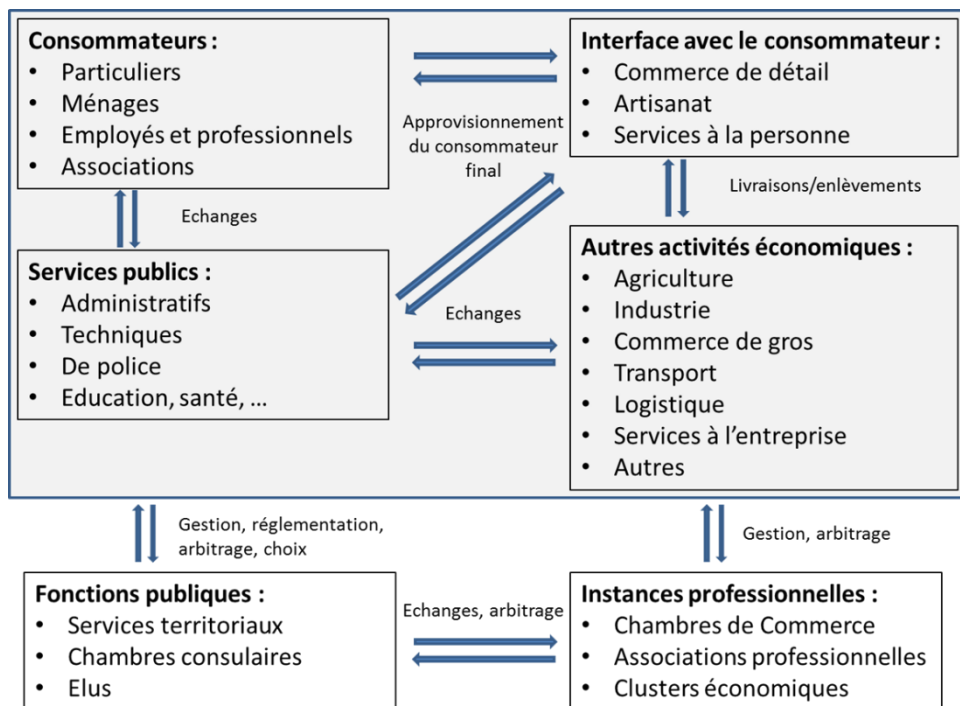 Consommateurs :
• Particuliers
• Ménages
• Employés et professionnels
• Associations
Interface avec le consommateur :
• Commerce de détail
• Artisanat
• Services à la personne
Approvisionnement
du consommateur
final
Echanges
Livraisons/enlèvements
Services publics :
• Administratifs
• Techniques
• De police
• Education, santé, ...
Echanges
Autres activités économiques :
• Agriculture
• Industrie
• Commerce de gros
• Transport
• Logistique
• Services à l'entreprise
• Autres
Gestion, réglementation,
arbitrage, choix
Gestion, arbitrage
Fonctions publiques :
• Services territoriaux
• Chambres consulaires
• Elus
Echanges, arbitrage
Instances professionnelles :
• Chambres de Commerce
• Associations professionnelles
• Clusters économiques